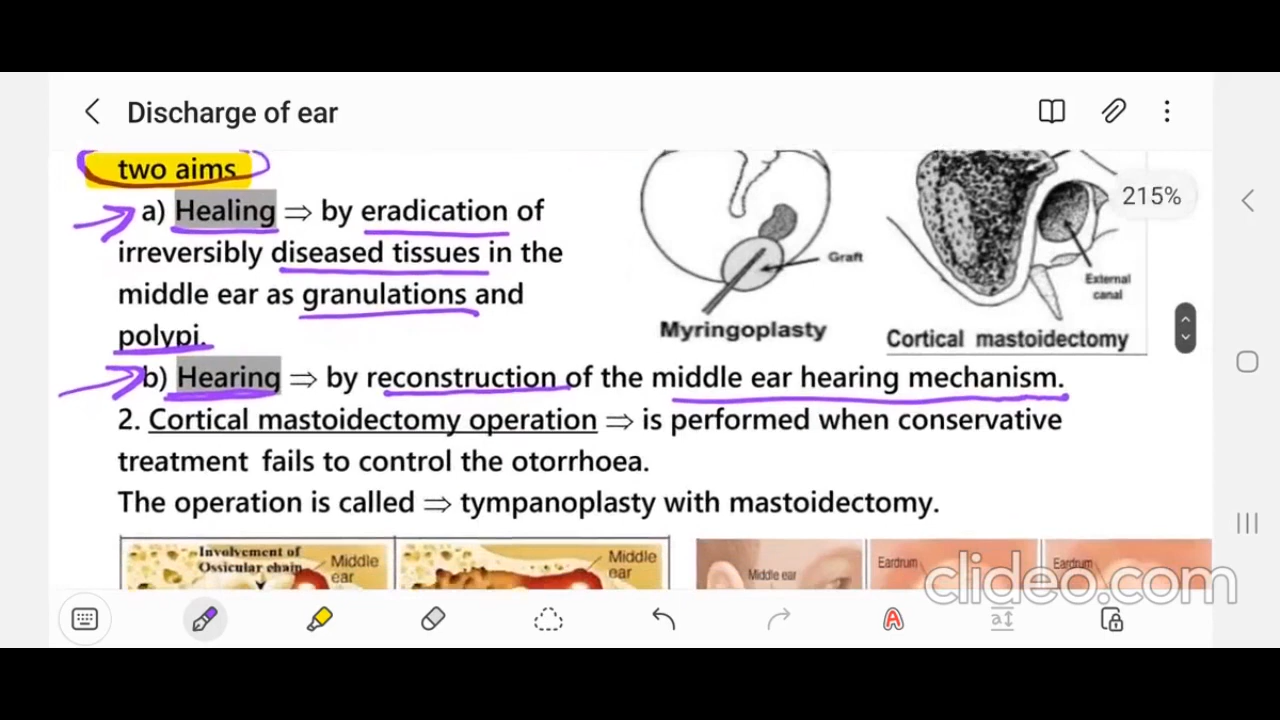 Discharge of ear
215%
two aims
a) Healing ⇒ by eradication of
irreversibly diseased tissues in the
middle ear as granulations and
polypi.
b) Hearing ⇒ by reconstruction of the middle ear hearing mechanism.
Graft
Myringoplasty
External
canal
Cortical mastoidectomy
2. Cortical mastoidectomy operation ⇒ is performed when conservative
treatment fails to control the otorrhoea.
The operation is called ⇒ tympanoplasty with mastoidectomy.
Involvement of
Ossicular chain
Middle
ear
Middle
ear
Middle ear
Eardrum
Eardrum
clideo.com
A
a